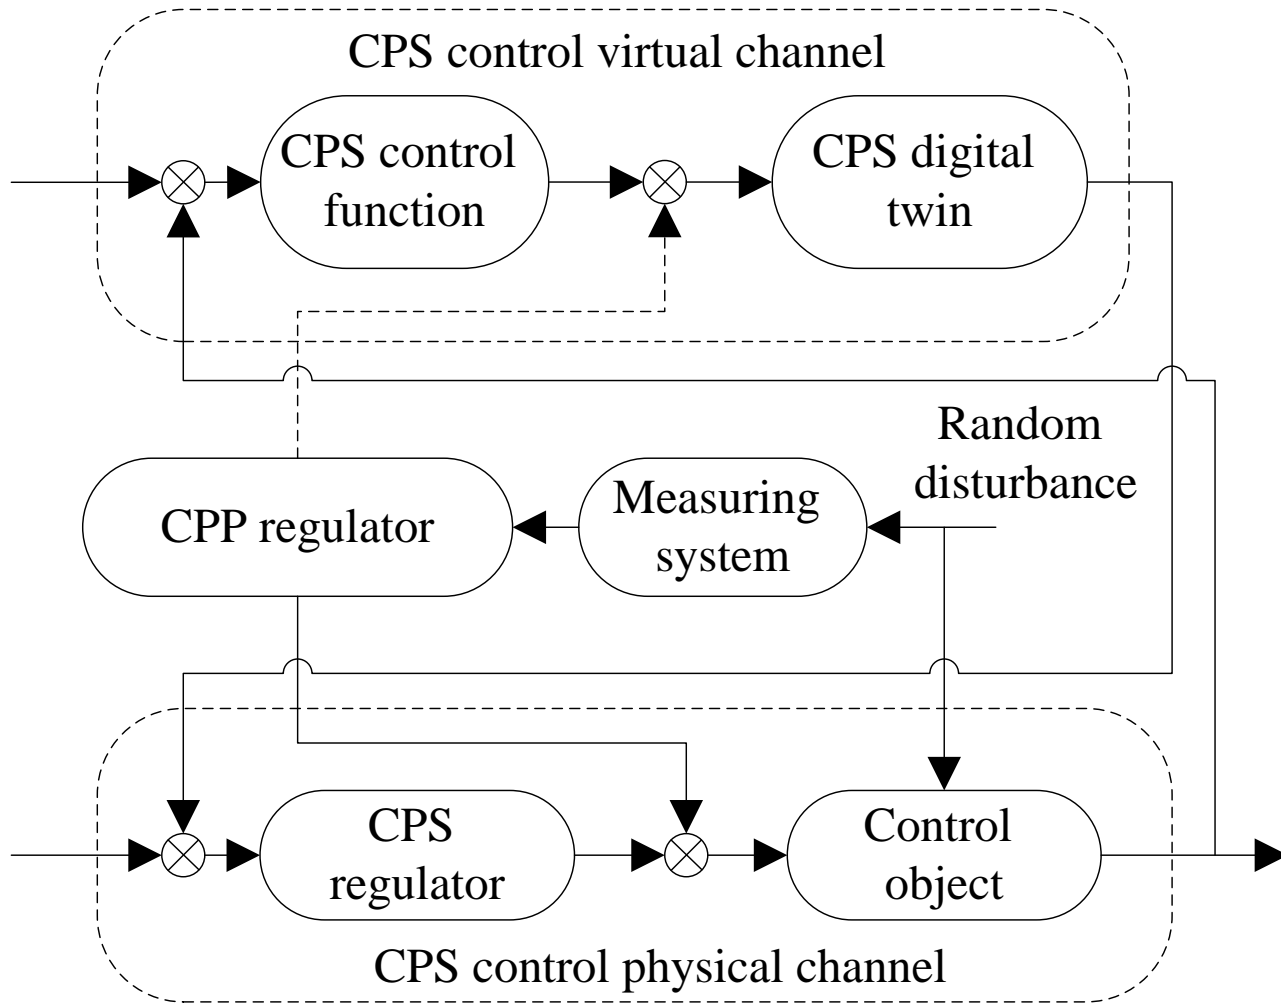 CPS control virtual channel
CPS control
function
CPS digital
twin
Random
disturbance
CPP regulator
Measuring
system
CPS
regulator
Control
object
CPS control physical channel